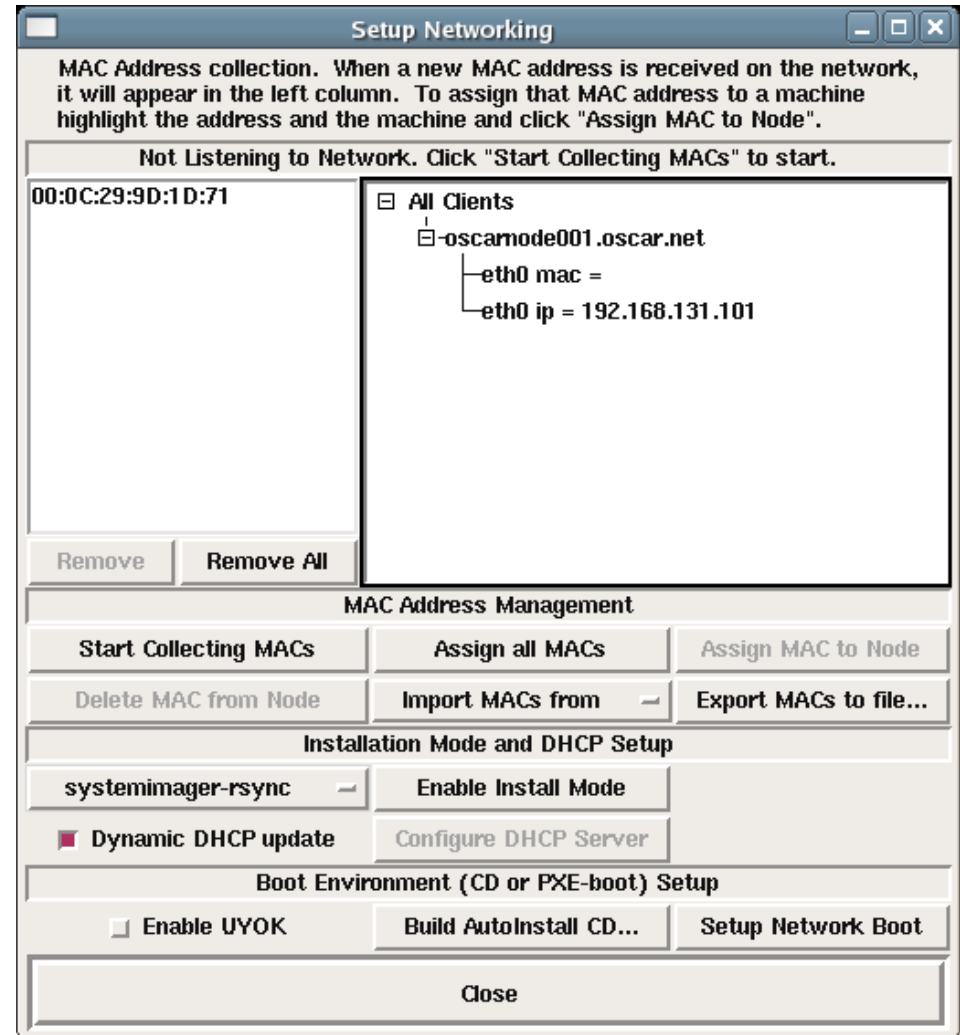 Setup Networking
MAC Address collection. When a new MAC address is received on the network,
it will appear in the left column. To assign that MAC address to a machine
highlight the address and the machine and click "Assign MAC to Node".
Not Listening to Network. Click "Start Collecting MACs" to start.
00:0C:29:9D:1D:71
All Clients
oscarnode001.oscar.net
eth0 mac =
eth0 ip = 192.168.131.101
Remove
Remove All
MAC Address Management
Start Collecting MACs
Assign all MACs
Assign MAC to Node
Delete MAC from Node
Import MACs from
Export MACs to file...
Installation Mode and DHCP Setup
systemimager-rsync
Enable Install Mode
Dynamic DHCP update
Configure DHCP Server
Boot Environment (CD or PXE-boot) Setup
Enable UYOK
Build AutoInstall CD...
Setup Network Boot
Close